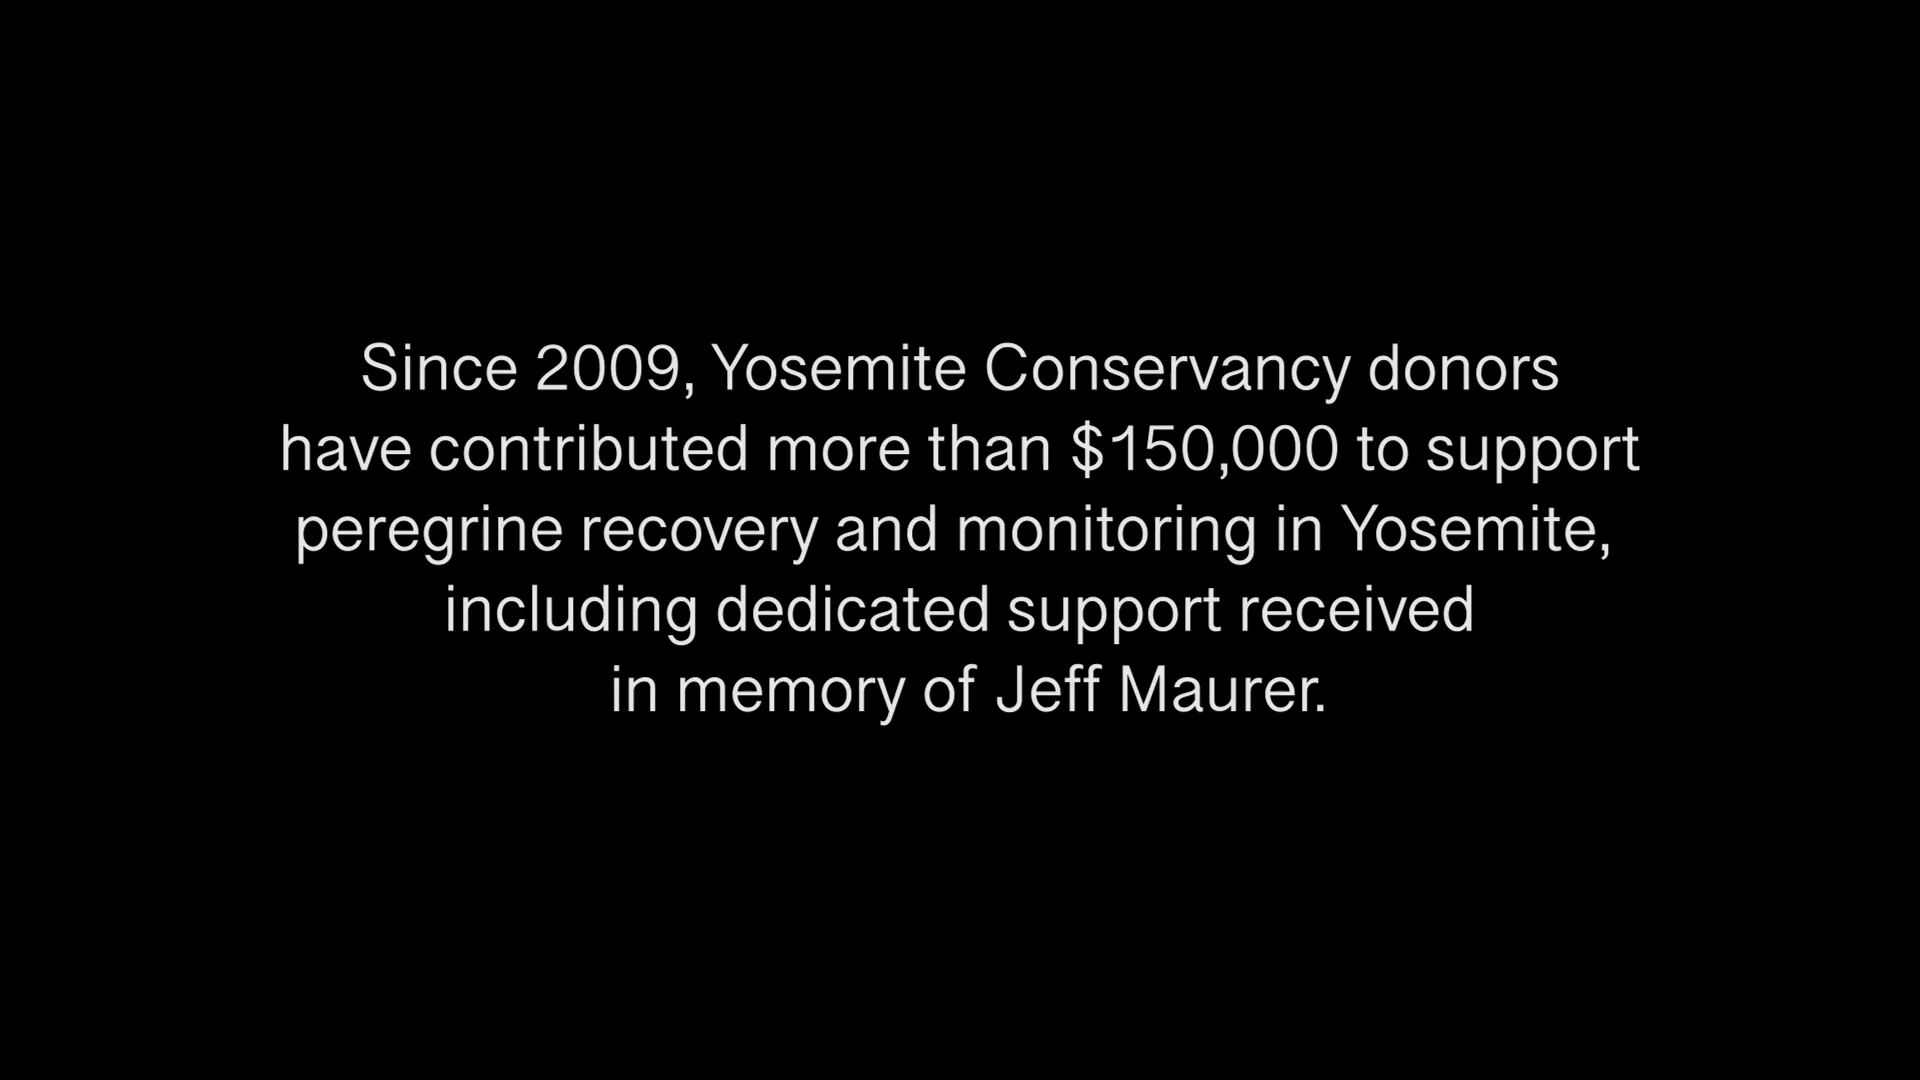 Since 2009, Yosemite Conservancy donors
have contributed more than $150,000 to support
peregrine recovery and monitoring in Yosemite,
including dedicated support received
in memory of Jeff Maurer.